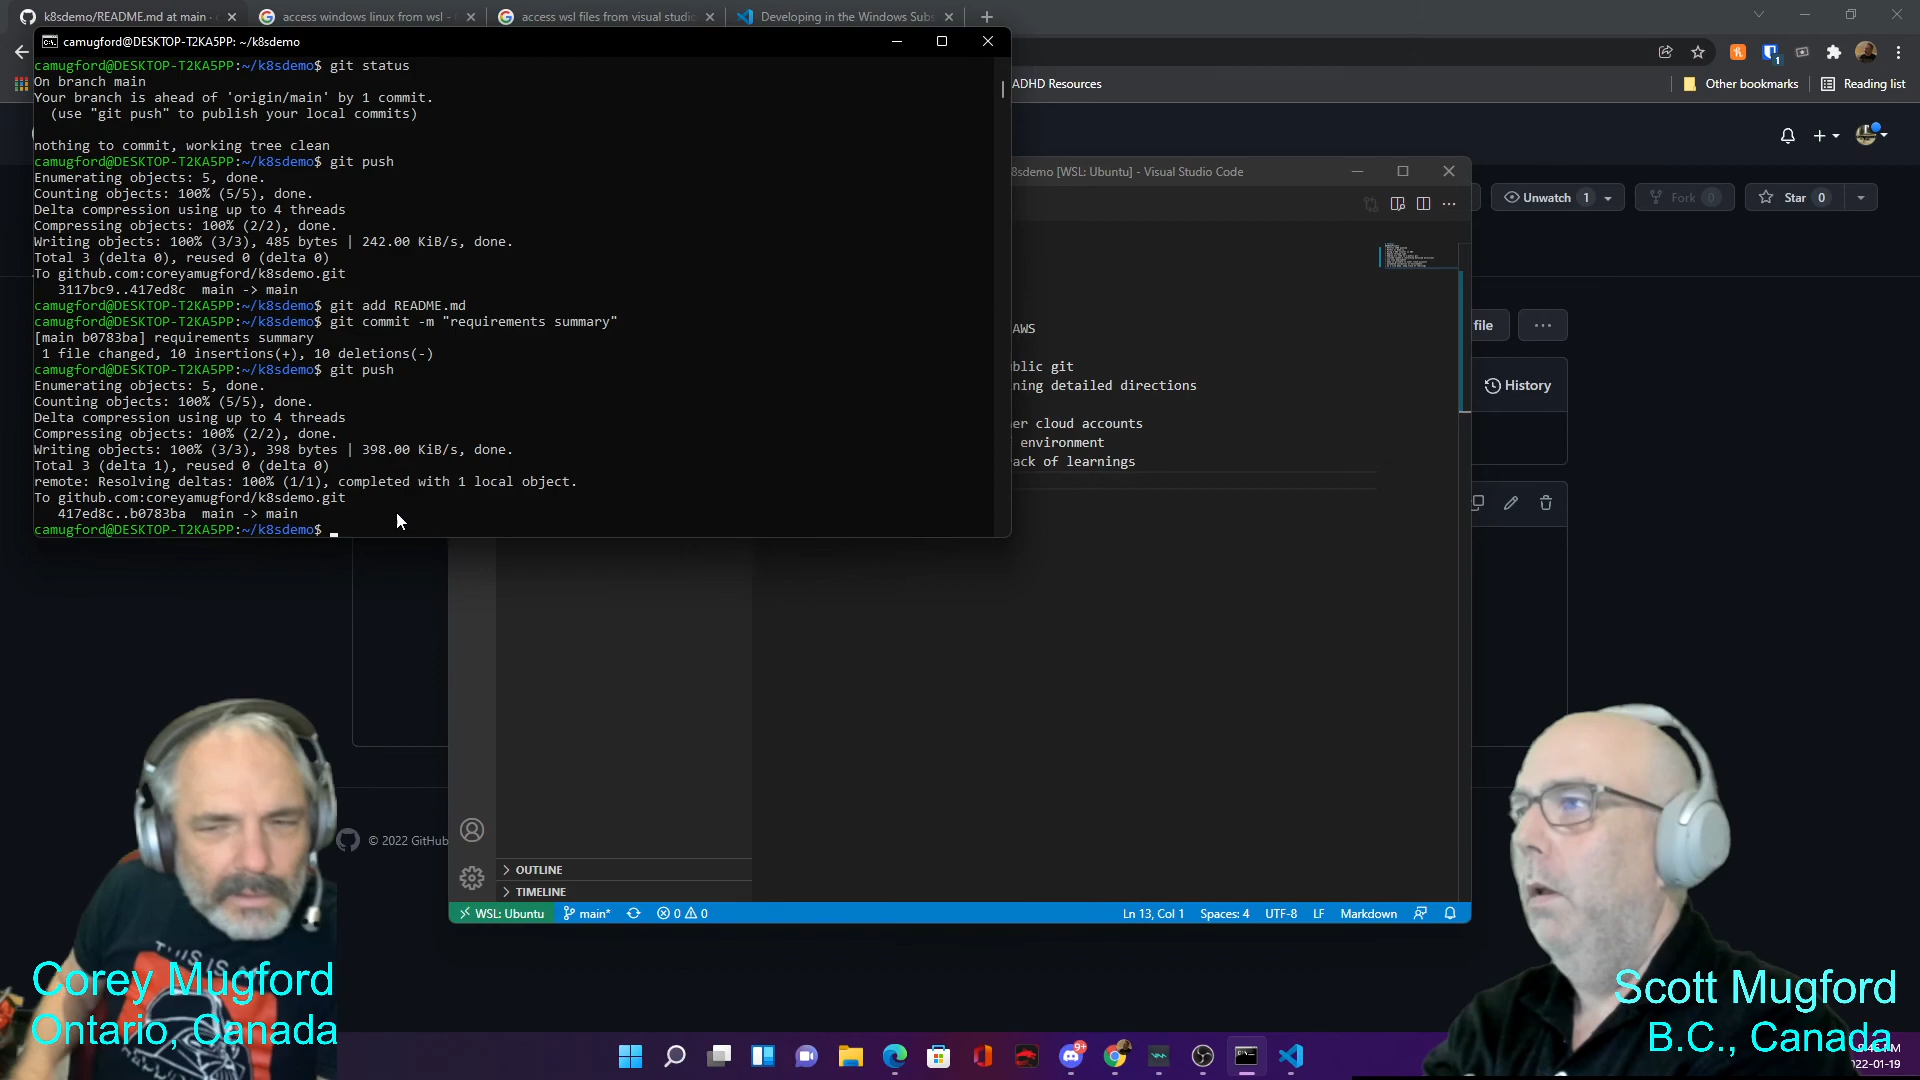 k8sdemo/README.md at main ·
access windows linux from wsl -
access wsl files from visual studi
Developing in the Windows Sub
camugford@DESKTOP-T2KA5PP: ~/k8sdemo
camugford@DESKTOP-T2KA5PP:~/k8sdemo$ git status
On branch main
Your branch is ahead of 'origin/main' by 1 commit.
(use "git push" to publish your local commits)
nothing to commit, working tree clean
camugford@DESKTOP-T2KA5PP:~/k8sdemo$ git push
Enumerating objects: 5, done.
Counting objects: 100% (5/5), done.
Delta compression using up to 4 threads
Compressing objects: 100% (2/2), done.
Writing objects: 100% (3/3), 485 bytes | 242.00 KiB/s, done.
Total 3 (delta 0), reused 0 (delta 0)
To github.com:coreyamugford/k8sdemo.git
3117bc9..417ed8c  main -> main
camugford@DESKTOP-T2KA5PP:~/k8sdemo$ git add README.md
camugford@DESKTOP-T2KA5PP:~/k8sdemo$ git commit -m "requirements summary"
[main b0783ba] requirements summary
1 file changed, 10 insertions(+), 10 deletions(-)
camugford@DESKTOP-T2KA5PP:~/k8sdemo$ git push
Enumerating objects: 5, done.
Counting objects: 100% (5/5), done.
Delta compression using up to 4 threads
Compressing objects: 100% (2/2), done.
Writing objects: 100% (3/3), 398 bytes | 398.00 KiB/s, done.
Total 3 (delta 1), reused 0 (delta 0)
remote: Resolving deltas: 100% (1/1), completed with 1 local object.
To github.com:coreyamugford/k8sdemo.git
417ed8c..b0783ba  main -> main
camugford@DESKTOP-T2KA5PP:~/k8sdemo$
ADHD Resources
Other bookmarks
Reading list
8sdemo [WSL: Ubuntu] - Visual Studio Code
Unwatch 1
Fork 0
Star 0
AWS
file
blic git
ning detailed directions
History
er cloud accounts
environment
ack of learnings
© 2022 GitHub
OUTLINE
TIMELINE
WSL: Ubuntu
main*
0 0
Ln 13, Col 1
Spaces: 4
UTF-8
LF
Markdown
Corey Mugford
Ontario, Canada
Scott Mugford
B.C., Canada
9+
022-01-19